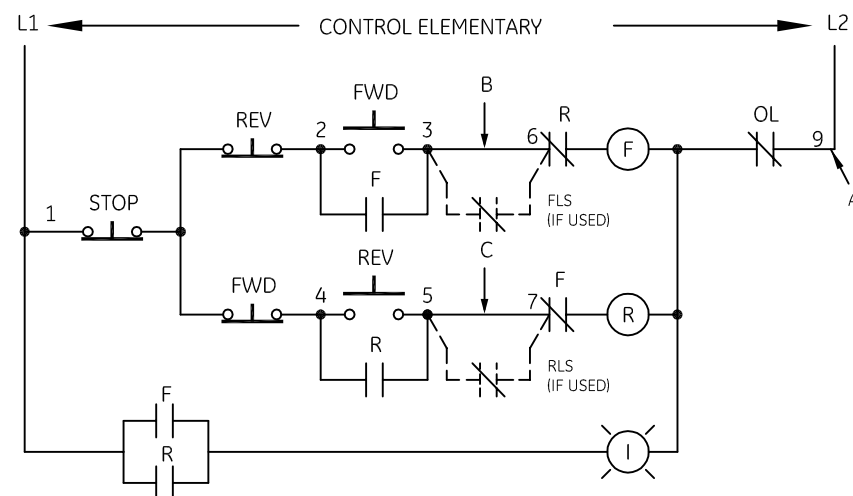 L1 CONTROL ELEMENTARY L2
B
FWD
REV 2 3 6 R OL
F 9
F A
1 STOP FLS
(IF USED)
REV C
FWD 4 5 7 F
R
R RLS
(IF USED)
F
R I